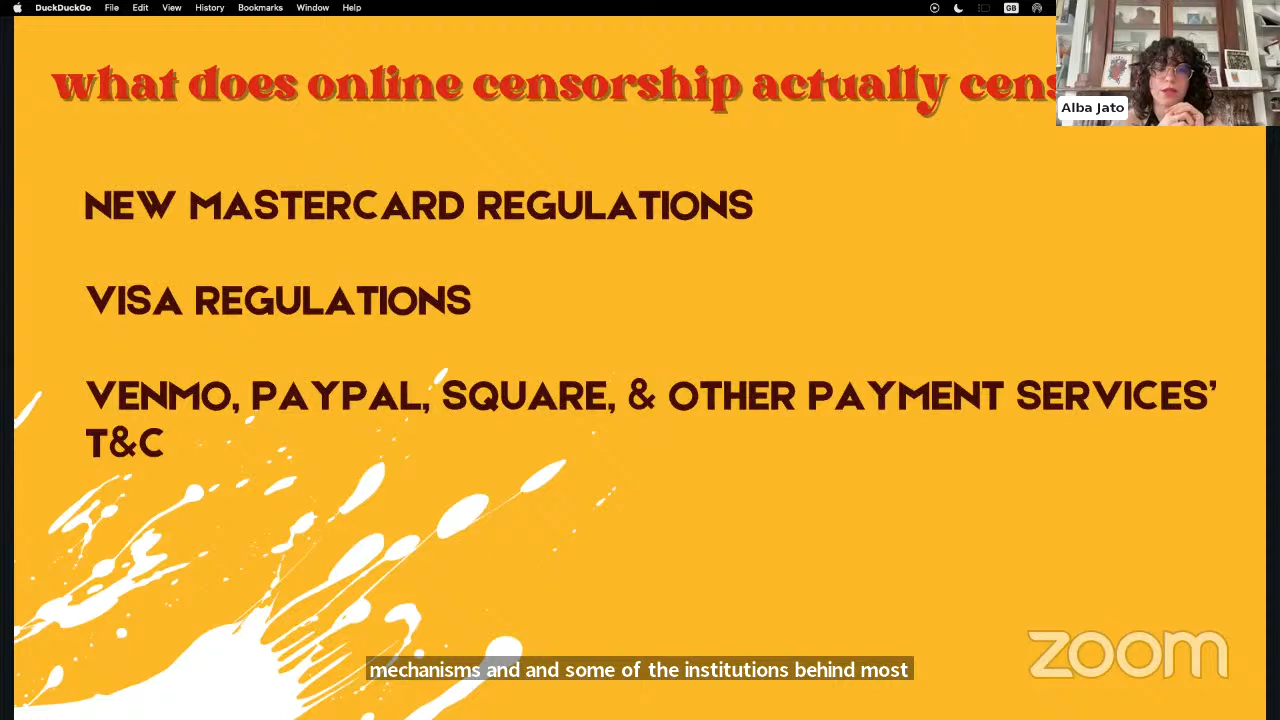 DuckDuckGo File Edit View History Bookmarks Window Help GB
what does online censorship actually cens
Alba Jato
NEW MASTERCARD REGULATIONS
VISA REGULATIONS
VENMO, PAYPAL, SQUARE, & OTHER PAYMENT SERVICES'
T&C
zoom
mechanisms and and some of the institutions behind most